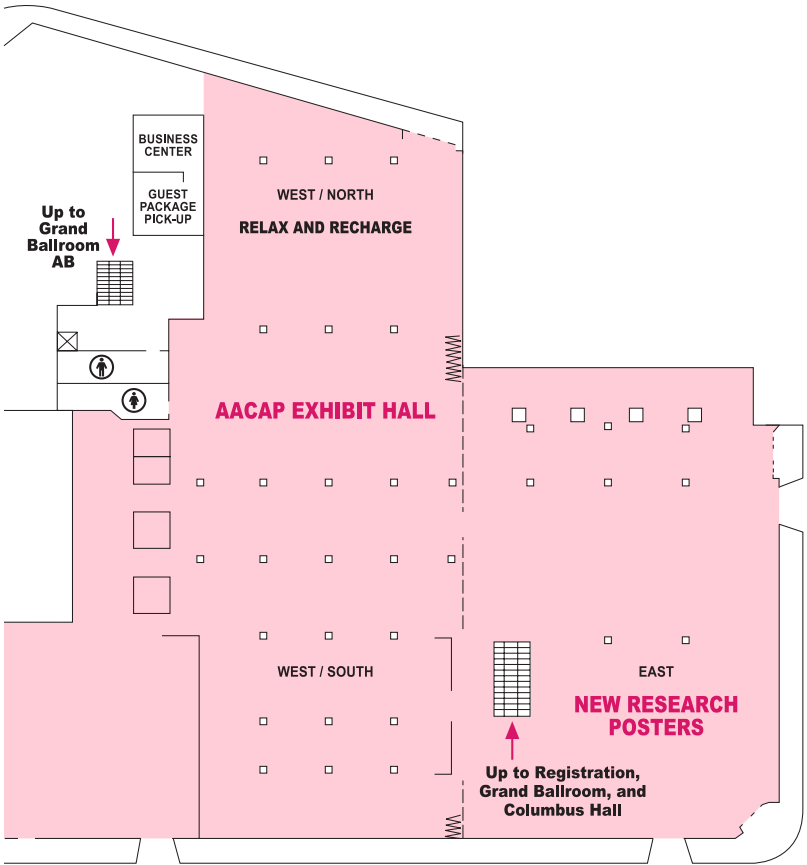 BUSINESS
CENTER
GUEST
PACKAGE
PICK-UP
Up to
Grand
Ballroom
AB
WEST / NORTH
RELAX AND RECHARGE
AACAP EXHIBIT HALL
WEST / SOUTH
EAST
NEW RESEARCH
POSTERS
Up to Registration,
Grand Ballroom, and
Columbus Hall